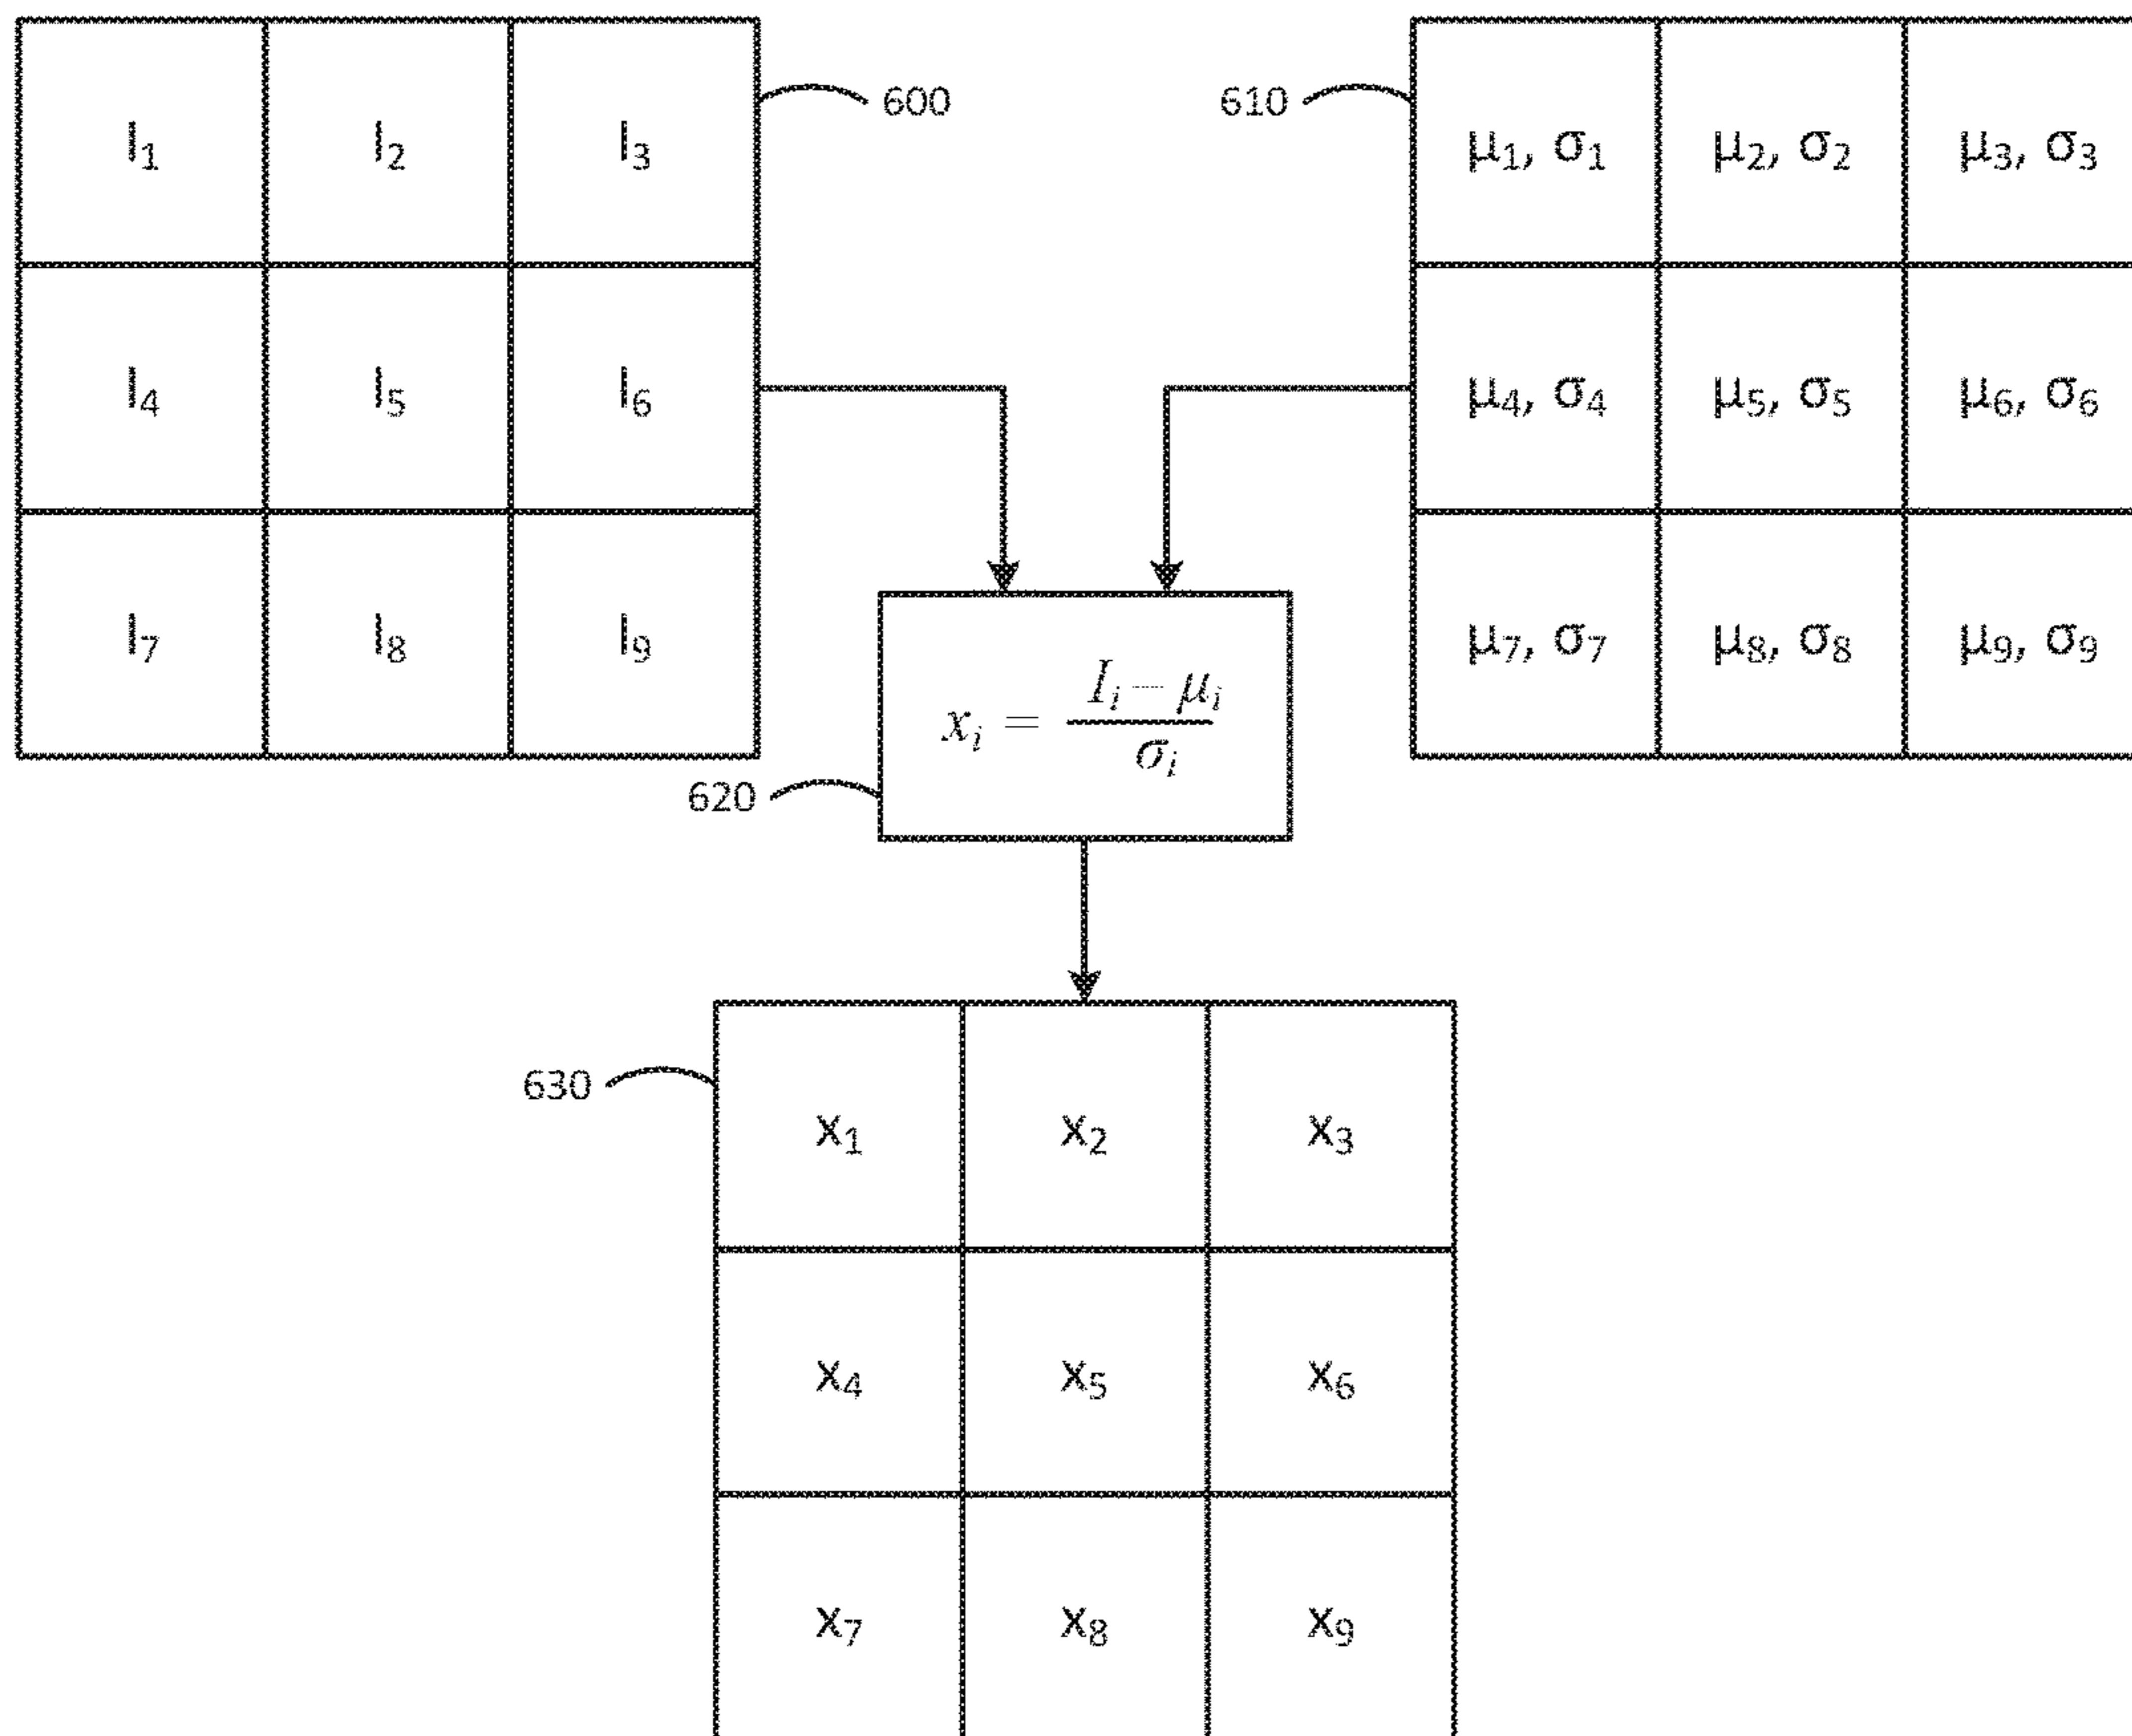 I₁ I₂ I₃
600
610
μ₁, σ₁ μ₂, σ₂ μ₃, σ₃
I₄ I₅ I₆
μ₄, σ₄ μ₅, σ₅ μ₆, σ₆
I₇ I₈ I₉
μ₇, σ₇ μ₈, σ₈ μ₉, σ₉
xᵢ = (Iᵢ − μᵢ) / σᵢ
620
630
x₁ x₂ x₃
x₄ x₅ x₆
x₇ x₈ x₉